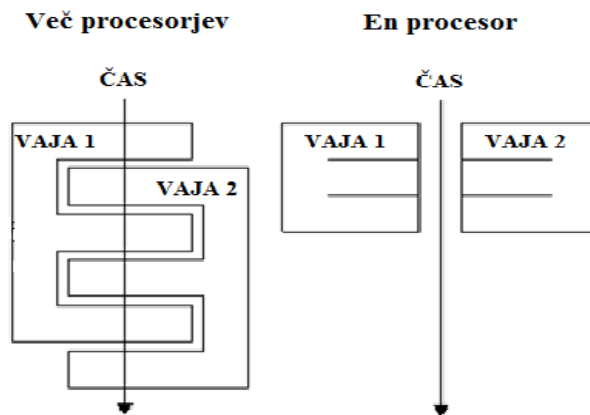 Več procesorjev
En procesor
ČAS
ČAS
VAJA 1
VAJA 2
VAJA 1
VAJA 2